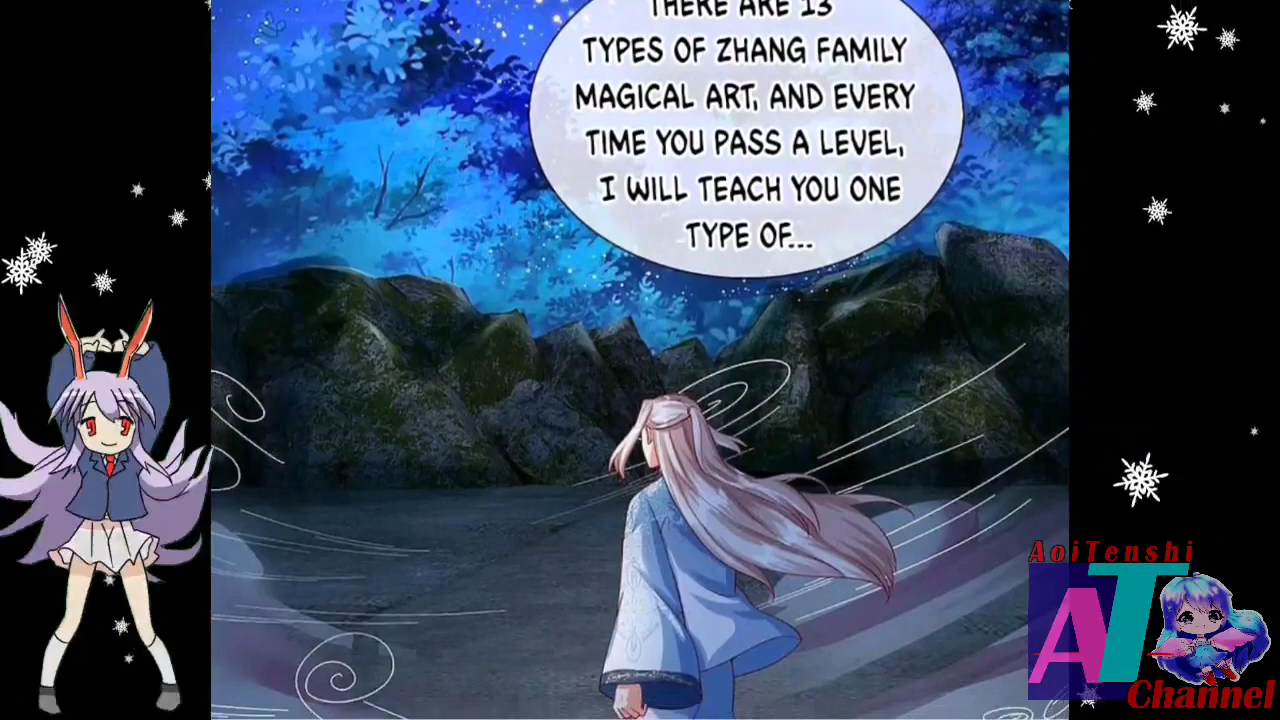 THERE ARE 13
TYPES OF ZHANG FAMILY
MAGICAL ART, AND EVERY
TIME YOU PASS A LEVEL,
I WILL TEACH YOU ONE
TYPE OF...
AoiTenshi
AT
Channel